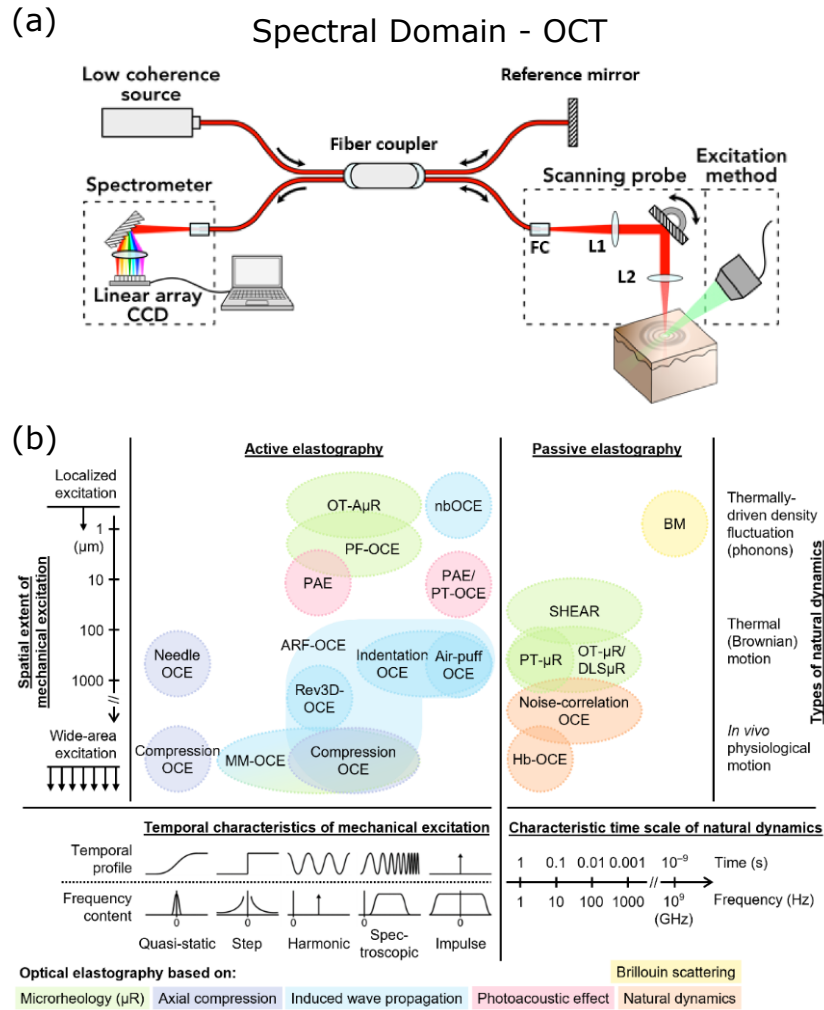 (a)
Spectral Domain - OCT
Low coherence
source
Reference mirror
Fiber coupler
Spectrometer
Scanning probe
Excitation
method
FC
L1
L2
Linear array
CCD
(b)
Active elastography
Passive elastography
Localized
excitation
1
(µm)
10
100
1000
Wide-area
excitation
Spatial extent of
mechanical excitation
OT-AµR
nbOCE
PF-OCE
PAE
PAE/
PT-OCE
ARF-OCE
Needle
OCE
Indentation
OCE
Air-puff
OCE
Rev3D-
OCE
Compression
OCE
MM-OCE
Compression
OCE
BM
SHEAR
PT-µR
OT-µR/
DLSµR
Noise-correlation
OCE
Hb-OCE
Thermally-
driven density
fluctuation
(phonons)
Thermal
(Brownian)
motion
In vivo
physiological
motion
Types of natural dynamics
Temporal characteristics of mechanical excitation
Temporal
profile
Frequency
content
0 0 0 0 0
Quasi-static Step Harmonic Spec-
troscopic Impulse
Characteristic time scale of natural dynamics
1 0.1 0.01 0.001 10⁻⁹ Time (s)
1 10 100 1000 10⁹ Frequency (Hz)
(GHz)
Optical elastography based on:
Brillouin scattering
Microrheology (µR) Axial compression Induced wave propagation Photoacoustic effect Natural dynamics